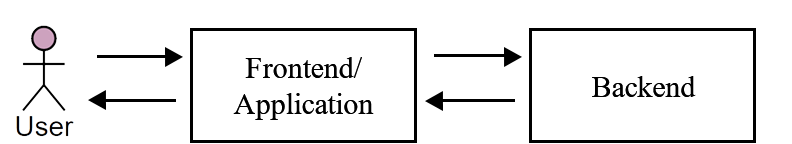 User
Frontend/
Application
Backend